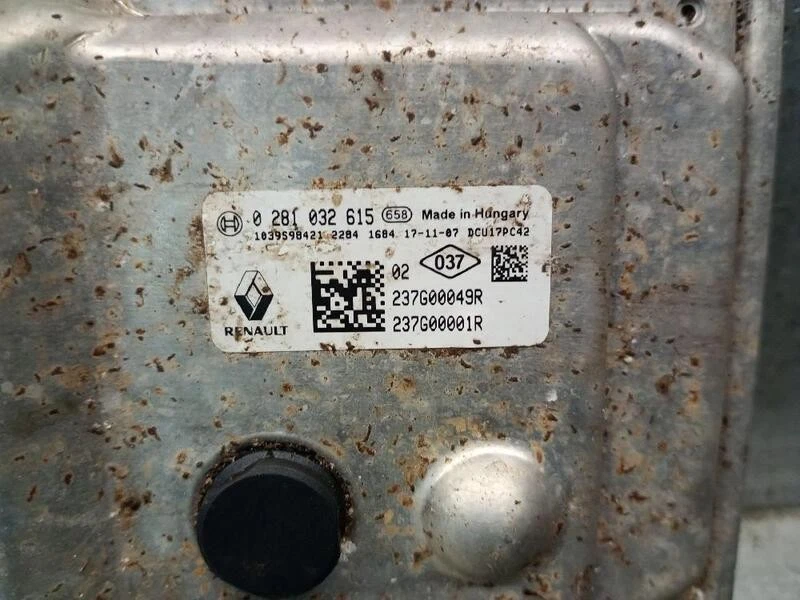 0 281 032 615 658 Made in Hungary
1039S98421 2284 1684 17-11-07 DCU17PC42
02 037
237G00049R
RENAULT 237G00001R